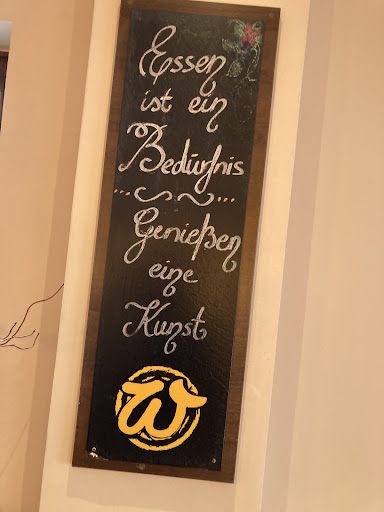 Essen
ist ein
Bedürfnis
Genießen
eine
Kunst
W